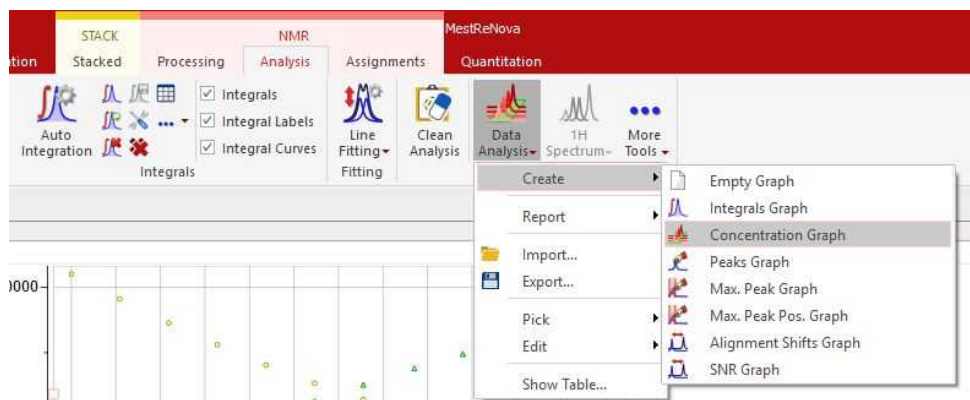 MestReNova
STACK NMR
tion Stacked Processing Analysis Assignments Quantitation
Auto Integration
Integrals
Integral Labels
Integral Curves
Integrals
Line Fitting
Fitting
Clean Analysis
Data Analysis
1H Spectrum
More Tools
Create
Report
Import...
Export...
Pick
Edit
Show Table...
Empty Graph
Integrals Graph
Concentration Graph
Peaks Graph
Max. Peak Graph
Max. Peak Pos. Graph
Alignment Shifts Graph
SNR Graph
0000